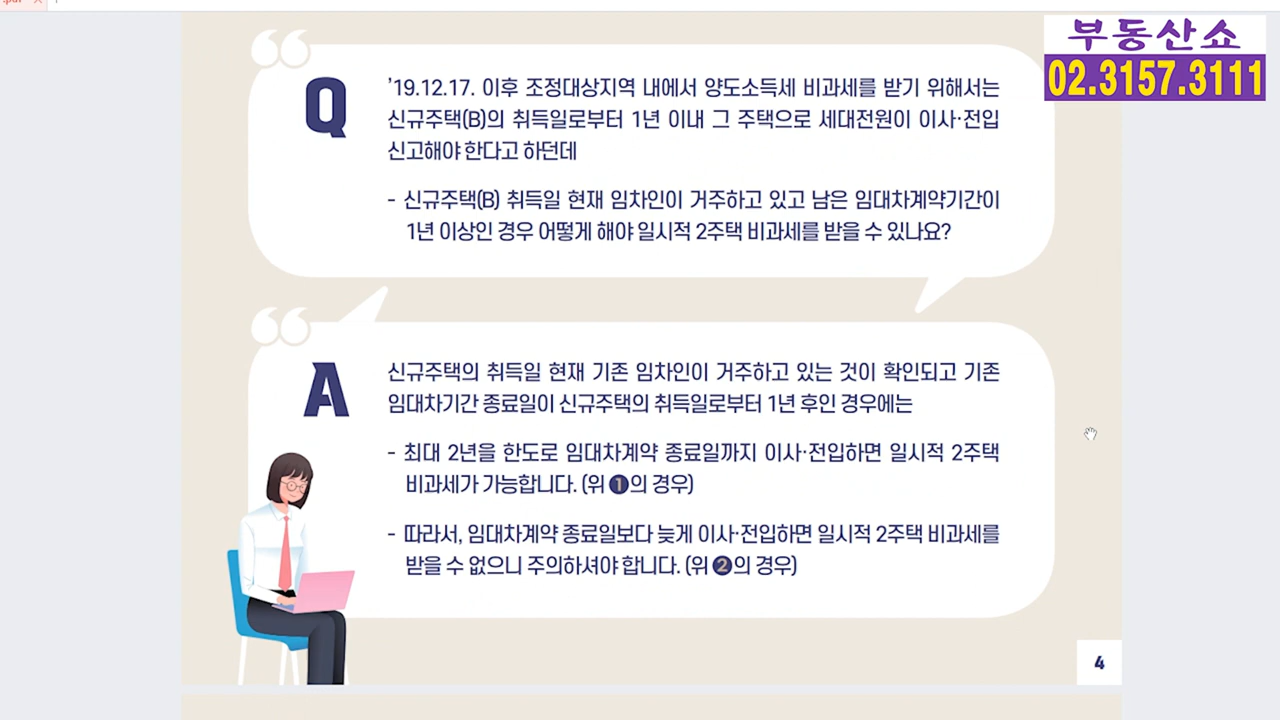 부동산쇼
02.3157.3111
Q
'19.12.17. 이후 조정대상지역 내에서 양도소득세 비과세를 받기 위해서는
신규주택(B)의 취득일로부터 1년 이내 그 주택으로 세대전원이 이사·전입
신고해야 한다고 하던데
- 신규주택(B) 취득일 현재 임차인이 거주하고 있고 남은 임대차계약기간이
1년 이상인 경우 어떻게 해야 일시적 2주택 비과세를 받을 수 있나요?
A
신규주택의 취득일 현재 기존 임차인이 거주하고 있는 것이 확인되고 기존
임대차기간 종료일이 신규주택의 취득일로부터 1년 후인 경우에는
- 최대 2년을 한도로 임대차계약 종료일까지 이사·전입하면 일시적 2주택
비과세가 가능합니다. (위 ❶의 경우)
- 따라서, 임대차계약 종료일보다 늦게 이사·전입하면 일시적 2주택 비과세를
받을 수 없으니 주의하셔야 합니다. (위 ❷의 경우)
4